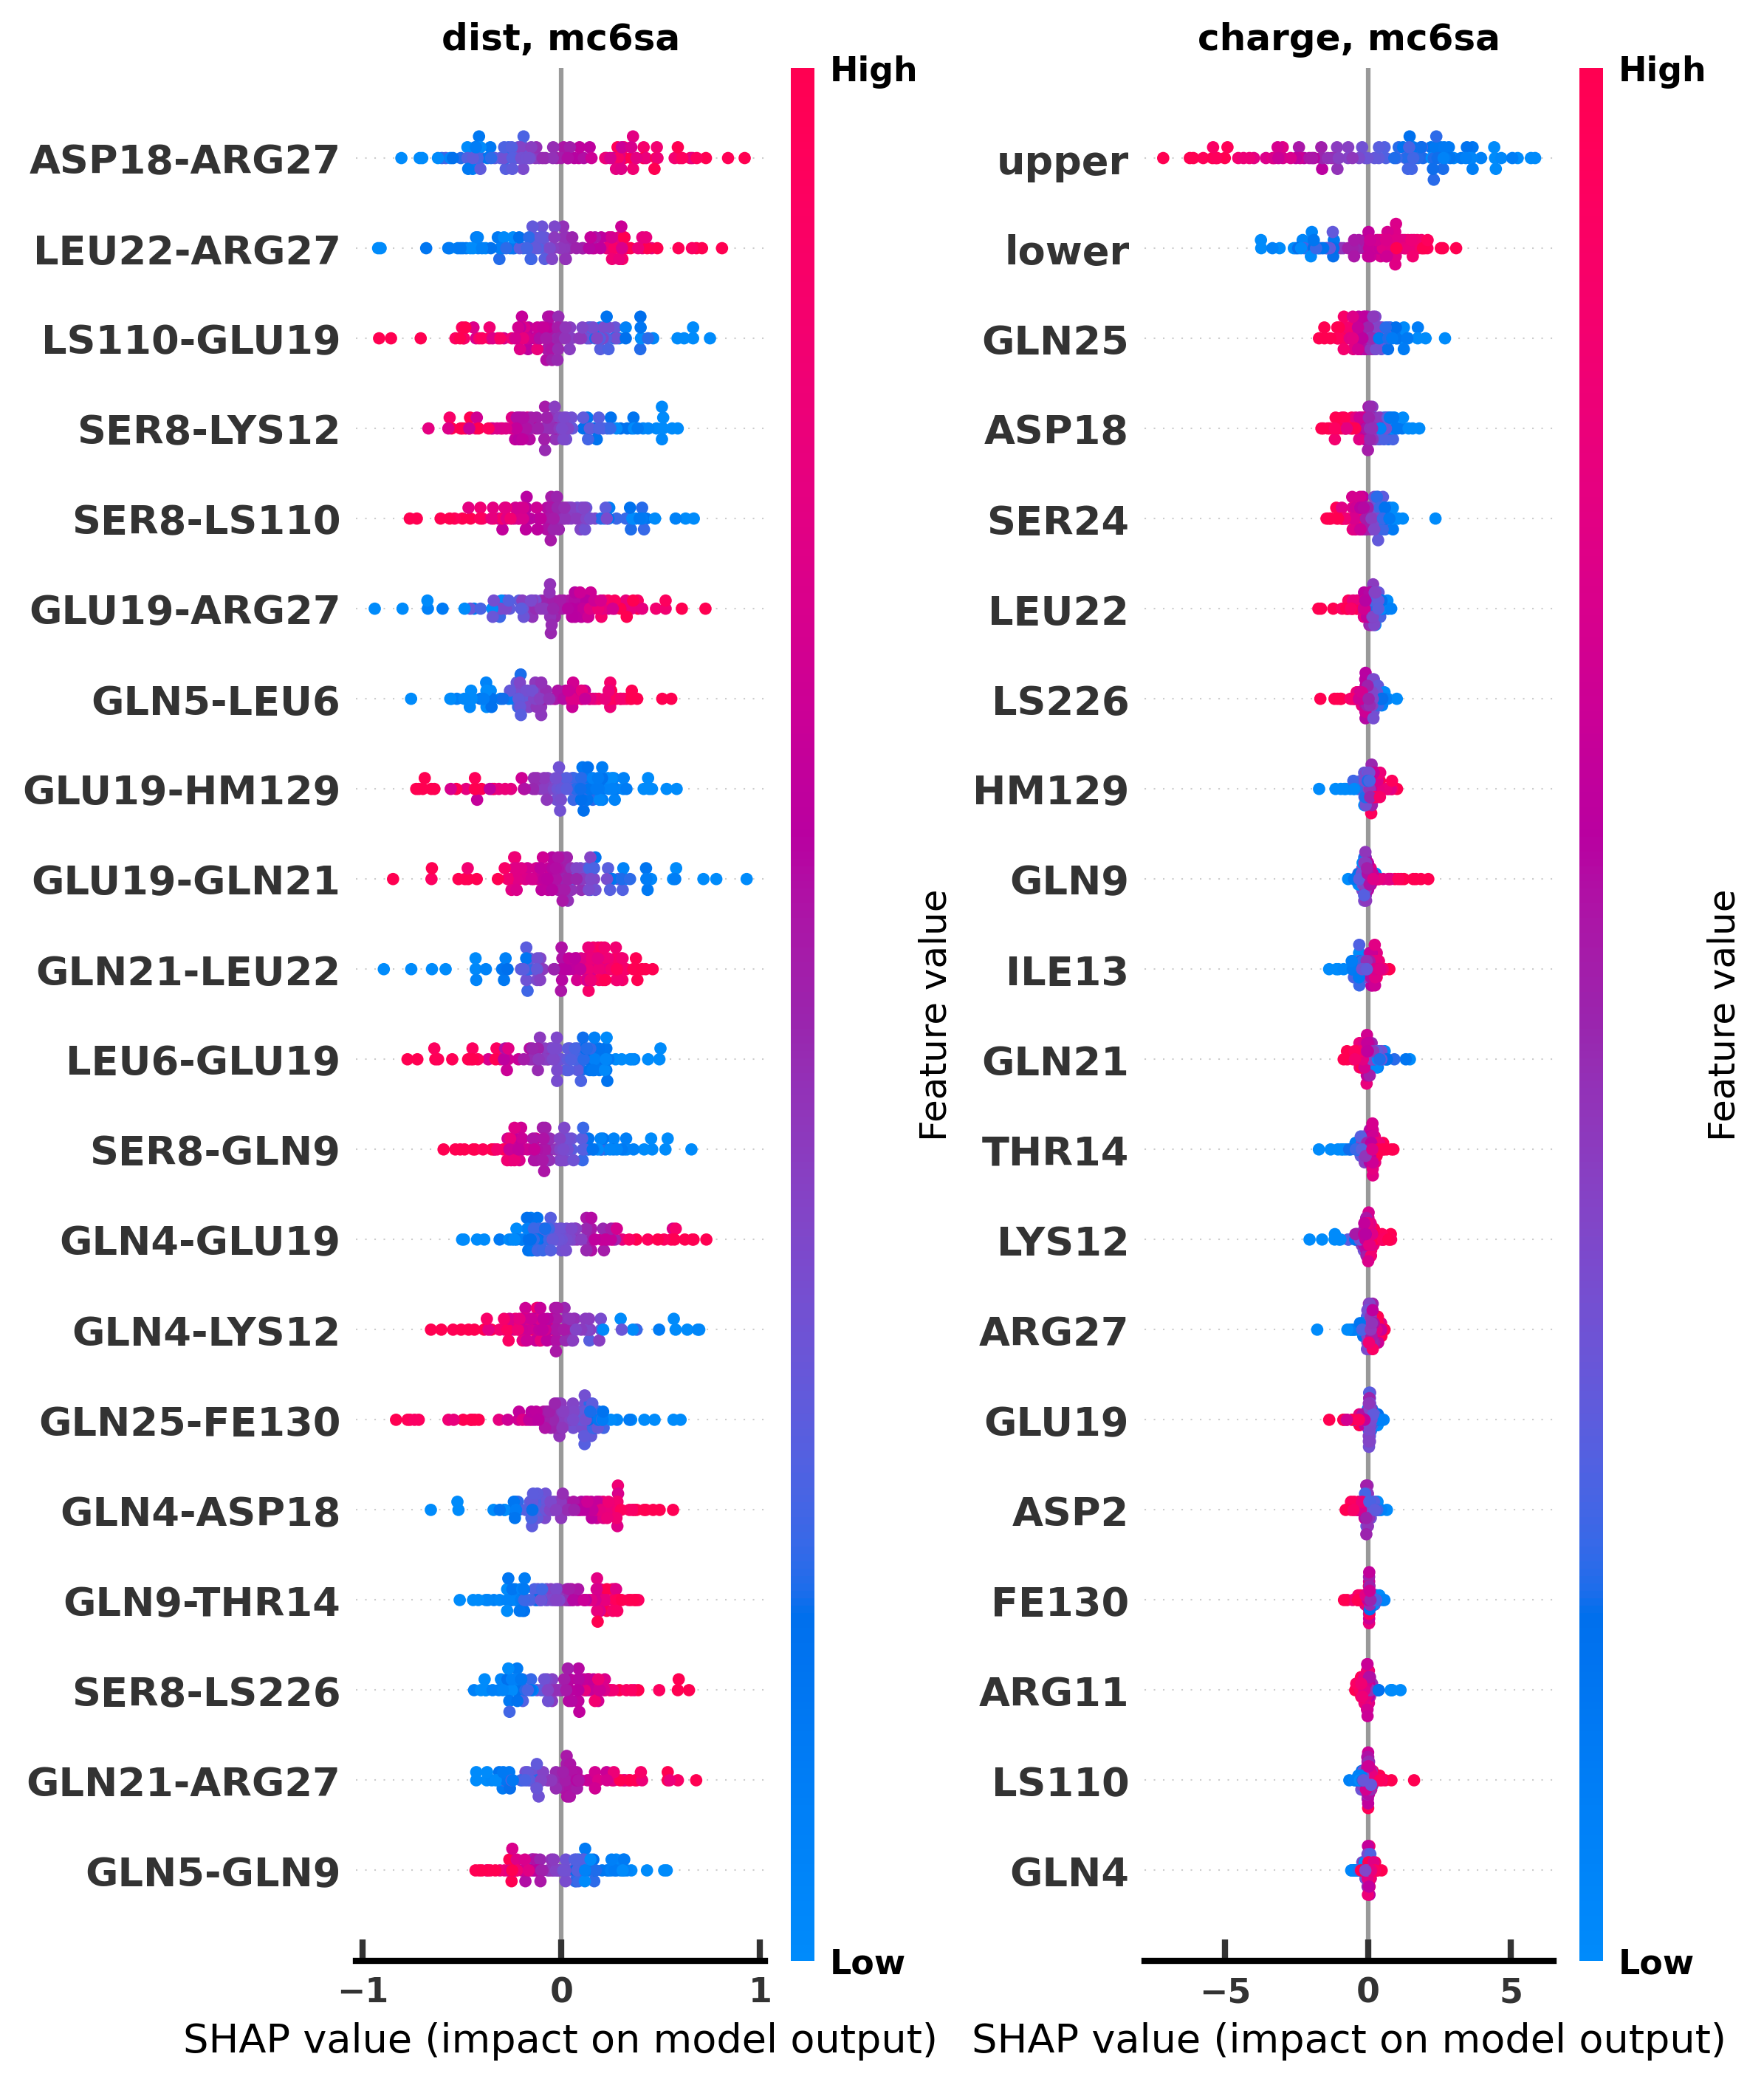 dist, mc6sa
High
ASP18-ARG27
LEU22-ARG27
LS110-GLU19
SER8-LYS12
SER8-LS110
GLU19-ARG27
GLN5-LEU6
GLU19-HM129
GLU19-GLN21
GLN21-LEU22
LEU6-GLU19
SER8-GLN9
GLN4-GLU19
GLN4-LYS12
GLN25-FE130
GLN4-ASP18
GLN9-THR14
SER8-LS226
GLN21-ARG27
GLN5-GLN9
Feature value
Low
−1 0 1
SHAP value (impact on model output)
charge, mc6sa
High
upper
lower
GLN25
ASP18
SER24
LEU22
LS226
HM129
GLN9
ILE13
GLN21
THR14
LYS12
ARG27
GLU19
ASP2
FE130
ARG11
LS110
GLN4
Feature value
Low
−5 0 5
SHAP value (impact on model output)